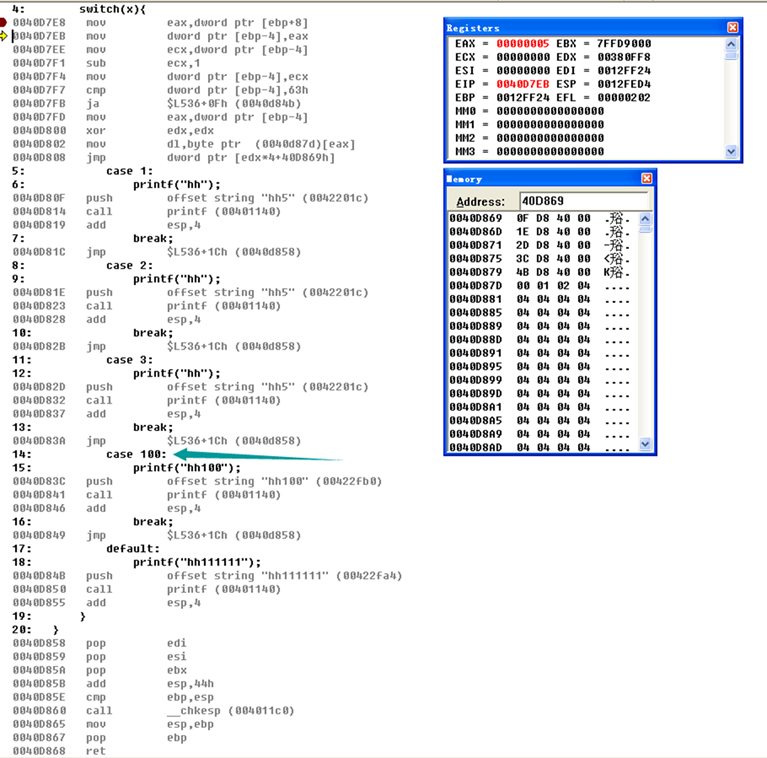 4: switch(x){
0040D7E8 mov eax,dword ptr [ebp+8]
0040D7EB mov dword ptr [ebp-4],eax
0040D7EE mov ecx,dword ptr [ebp-4]
0040D7F1 sub ecx,1
0040D7F4 mov dword ptr [ebp-4],ecx
0040D7F7 cmp dword ptr [ebp-4],63h
0040D7FB ja $L536+0Fh (0040d84b)
0040D7FD mov eax,dword ptr [ebp-4]
0040D800 xor edx,edx
0040D802 mov dl,byte ptr (0040d87d)[eax]
0040D808 jmp dword ptr [edx*4+40D869h]
5: case 1:
6: printf("hh");
0040D80F push offset string "hh5" (0042201c)
0040D814 call printf (00401140)
0040D819 add esp,4
7: break;
0040D81C jmp $L536+1Ch (0040d858)
8: case 2:
9: printf("hh");
0040D81E push offset string "hh5" (0042201c)
0040D823 call printf (00401140)
0040D828 add esp,4
10: break;
0040D82B jmp $L536+1Ch (0040d858)
11: case 3:
12: printf("hh");
0040D82D push offset string "hh5" (0042201c)
0040D832 call printf (00401140)
0040D837 add esp,4
13: break;
0040D83A jmp $L536+1Ch (0040d858)
14: case 100:
15: printf("hh100");
0040D83C push offset string "hh100" (00422fb0)
0040D841 call printf (00401140)
0040D846 add esp,4
16: break;
0040D849 jmp $L536+1Ch (0040d858)
17: default:
18: printf("hh111111");
0040D84B push offset string "hh111111" (00422fa4)
0040D850 call printf (00401140)
0040D855 add esp,4
19: }
20: }
0040D858 pop edi
0040D859 pop esi
0040D85A pop ebx
0040D85B add esp,44h
0040D85E cmp ebp,esp
0040D860 call __chkesp (004011c0)
0040D865 mov esp,ebp
0040D867 pop ebp
0040D868 ret
Registers
EAX = 00000005 EBX = 7FFD9000
ECX = 00000000 EDX = 00380FF8
ESI = 00000000 EDI = 0012FF24
EIP = 0040D7EB ESP = 0012FED4
EBP = 0012FF24 EFL = 00000202
MM0 = 0000000000000000
MM1 = 0000000000000000
MM2 = 0000000000000000
MM3 = 0000000000000000
Memory
Address: 40D869
0040D869 0F D8 40 00 .谸.
0040D86D 1E D8 40 00 .谸.
0040D871 2D D8 40 00 -谸.
0040D875 3C D8 40 00 <谸.
0040D879 4B D8 40 00 K谸.
0040D87D 00 01 02 04 ....
0040D881 04 04 04 04 ....
0040D885 04 04 04 04 ....
0040D889 04 04 04 04 ....
0040D88D 04 04 04 04 ....
0040D891 04 04 04 04 ....
0040D895 04 04 04 04 ....
0040D899 04 04 04 04 ....
0040D89D 04 04 04 04 ....
0040D8A1 04 04 04 04 ....
0040D8A5 04 04 04 04 ....
0040D8A9 04 04 04 04 ....
0040D8AD 04 04 04 04 ....